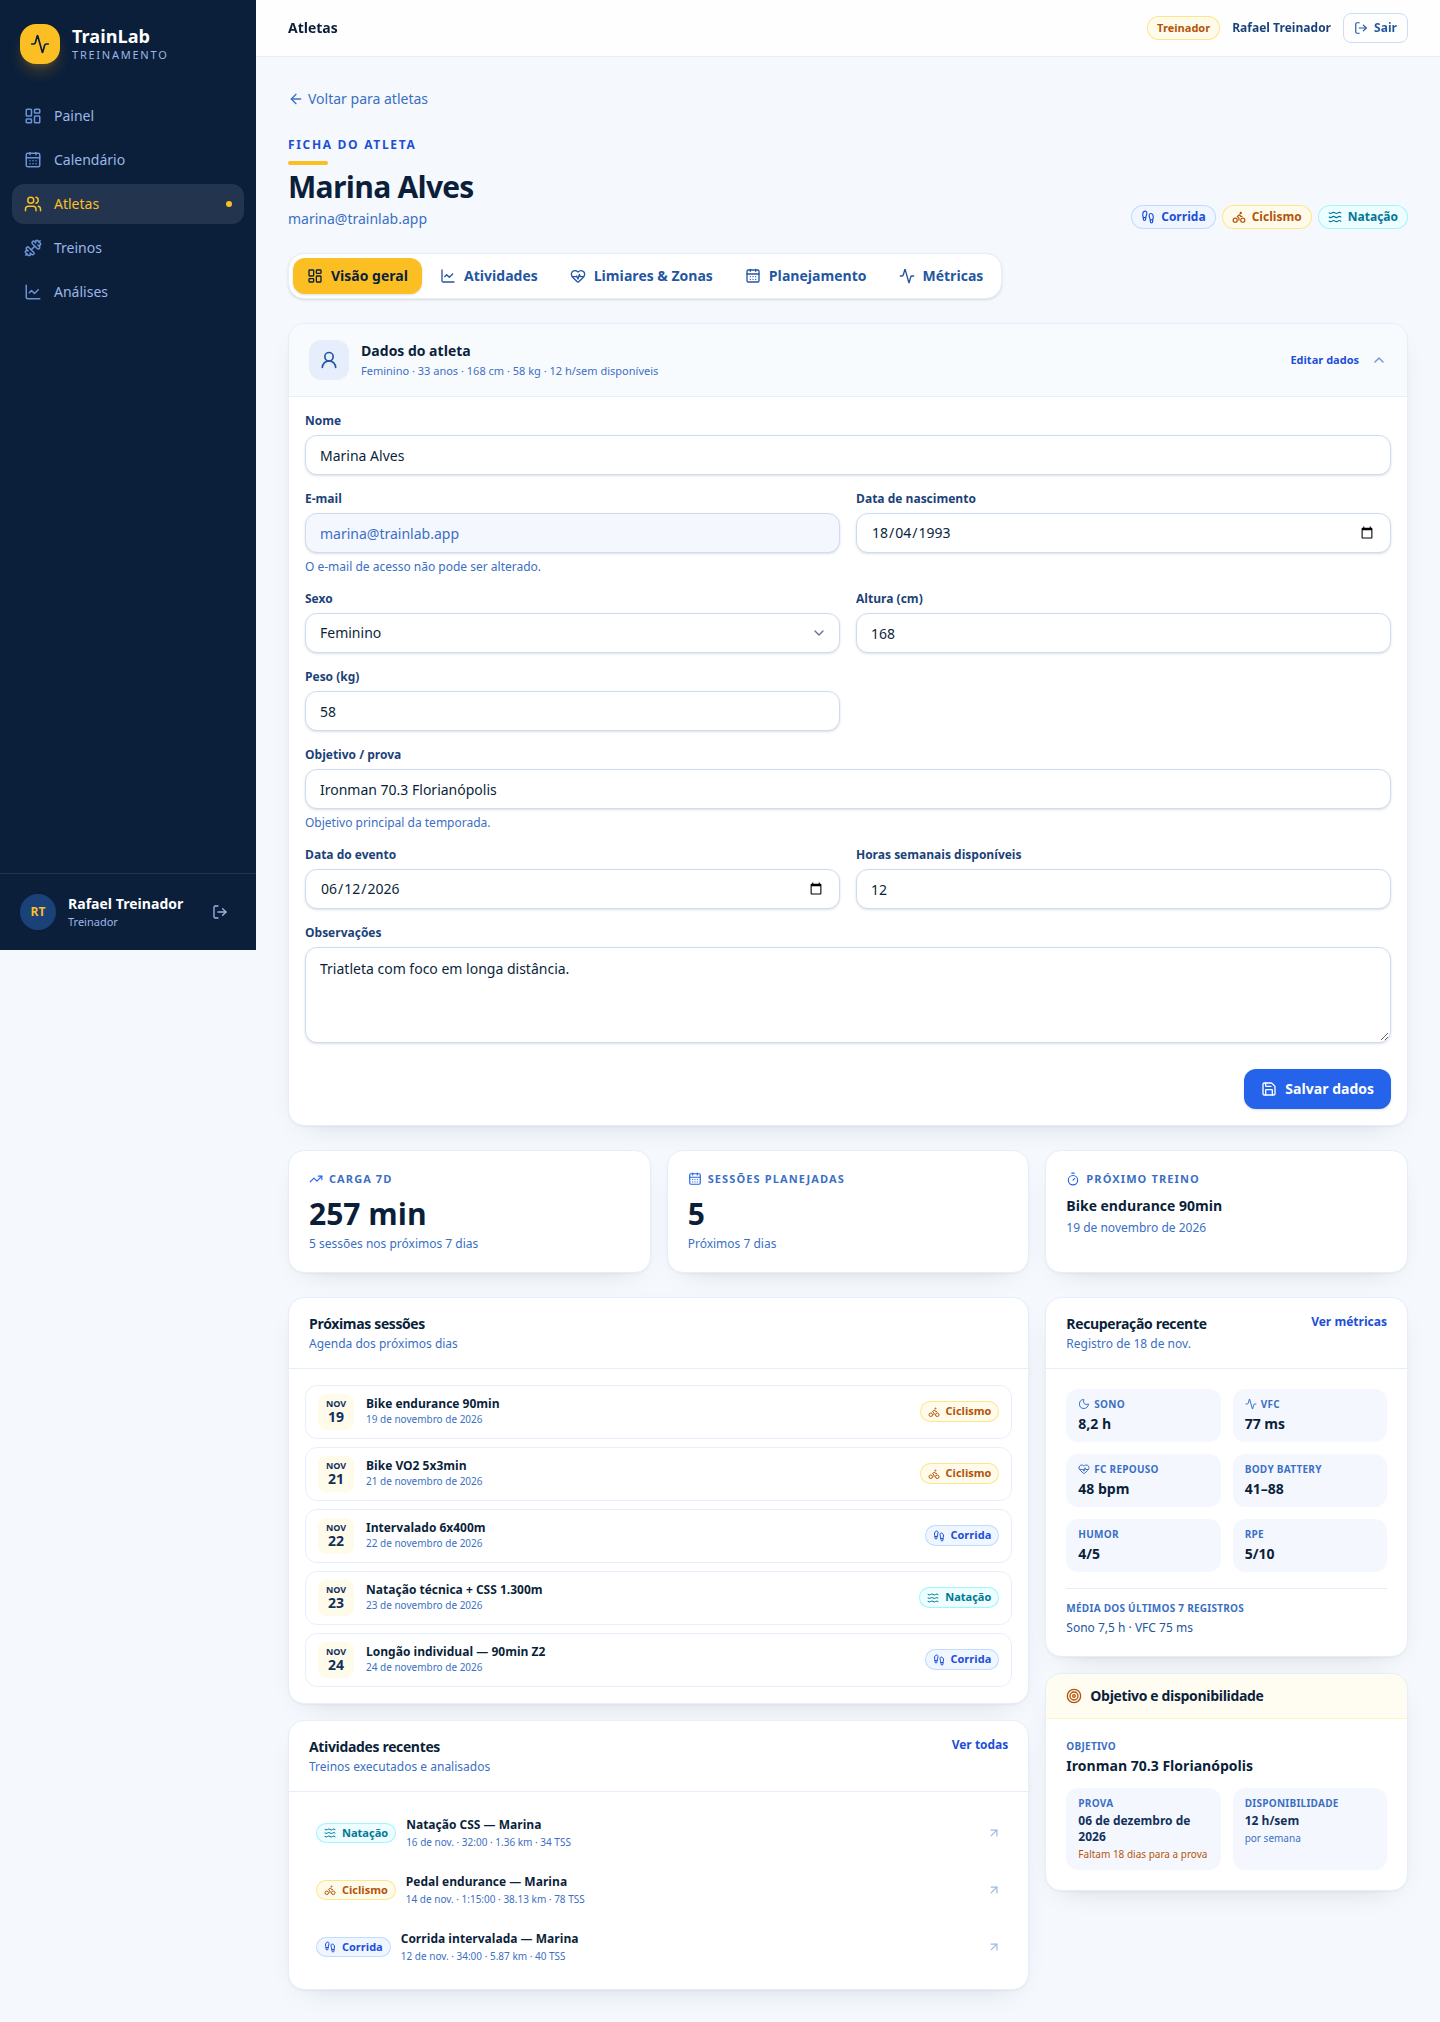 TrainLab
TREINAMENTO
Painel
Calendário
Atletas
Treinos
Análises
RT
Rafael Treinador
Treinador
Atletas
Treinador
Rafael Treinador
Sair
Voltar para atletas
FICHA DO ATLETA
Marina Alves
marina@trainlab.app
Corrida
Ciclismo
Natação
Visão geral
Atividades
Limiares & Zonas
Planejamento
Métricas
Dados do atleta
Feminino · 33 anos · 168 cm · 58 kg · 12 h/sem disponíveis
Editar dados
Nome
Marina Alves
E-mail
marina@trainlab.app
O e-mail de acesso não pode ser alterado.
Data de nascimento
18/04/1993
Sexo
Feminino
Altura (cm)
168
Peso (kg)
58
Objetivo / prova
Ironman 70.3 Florianópolis
Objetivo principal da temporada.
Data do evento
06/12/2026
Horas semanais disponíveis
12
Observações
Triatleta com foco em longa distância.
Salvar dados
CARGA 7D
257 min
5 sessões nos próximos 7 dias
SESSÕES PLANEJADAS
5
Próximos 7 dias
PRÓXIMO TREINO
Bike endurance 90min
19 de novembro de 2026
Próximas sessões
Agenda dos próximos dias
NOV
19
Bike endurance 90min
19 de novembro de 2026
Ciclismo
NOV
21
Bike VO2 5x3min
21 de novembro de 2026
Ciclismo
NOV
22
Intervalado 6x400m
22 de novembro de 2026
Corrida
NOV
23
Natação técnica + CSS 1.300m
23 de novembro de 2026
Natação
NOV
24
Longão individual — 90min Z2
24 de novembro de 2026
Corrida
Atividades recentes
Treinos executados e analisados
Ver todas
Natação
Natação CSS — Marina
16 de nov. · 32:00 · 1.36 km · 34 TSS
Ciclismo
Pedal endurance — Marina
14 de nov. · 1:15:00 · 38.13 km · 78 TSS
Corrida
Corrida intervalada — Marina
12 de nov. · 34:00 · 5.87 km · 40 TSS
Recuperação recente
Registro de 18 de nov.
Ver métricas
SONO
8,2 h
VFC
77 ms
FC REPOUSO
48 bpm
BODY BATTERY
41–88
HUMOR
4/5
RPE
5/10
MÉDIA DOS ÚLTIMOS 7 REGISTROS
Sono 7,5 h · VFC 75 ms
Objetivo e disponibilidade
OBJETIVO
Ironman 70.3 Florianópolis
PROVA
06 de dezembro de
2026
Faltam 18 dias para a prova
DISPONIBILIDADE
12 h/sem
por semana